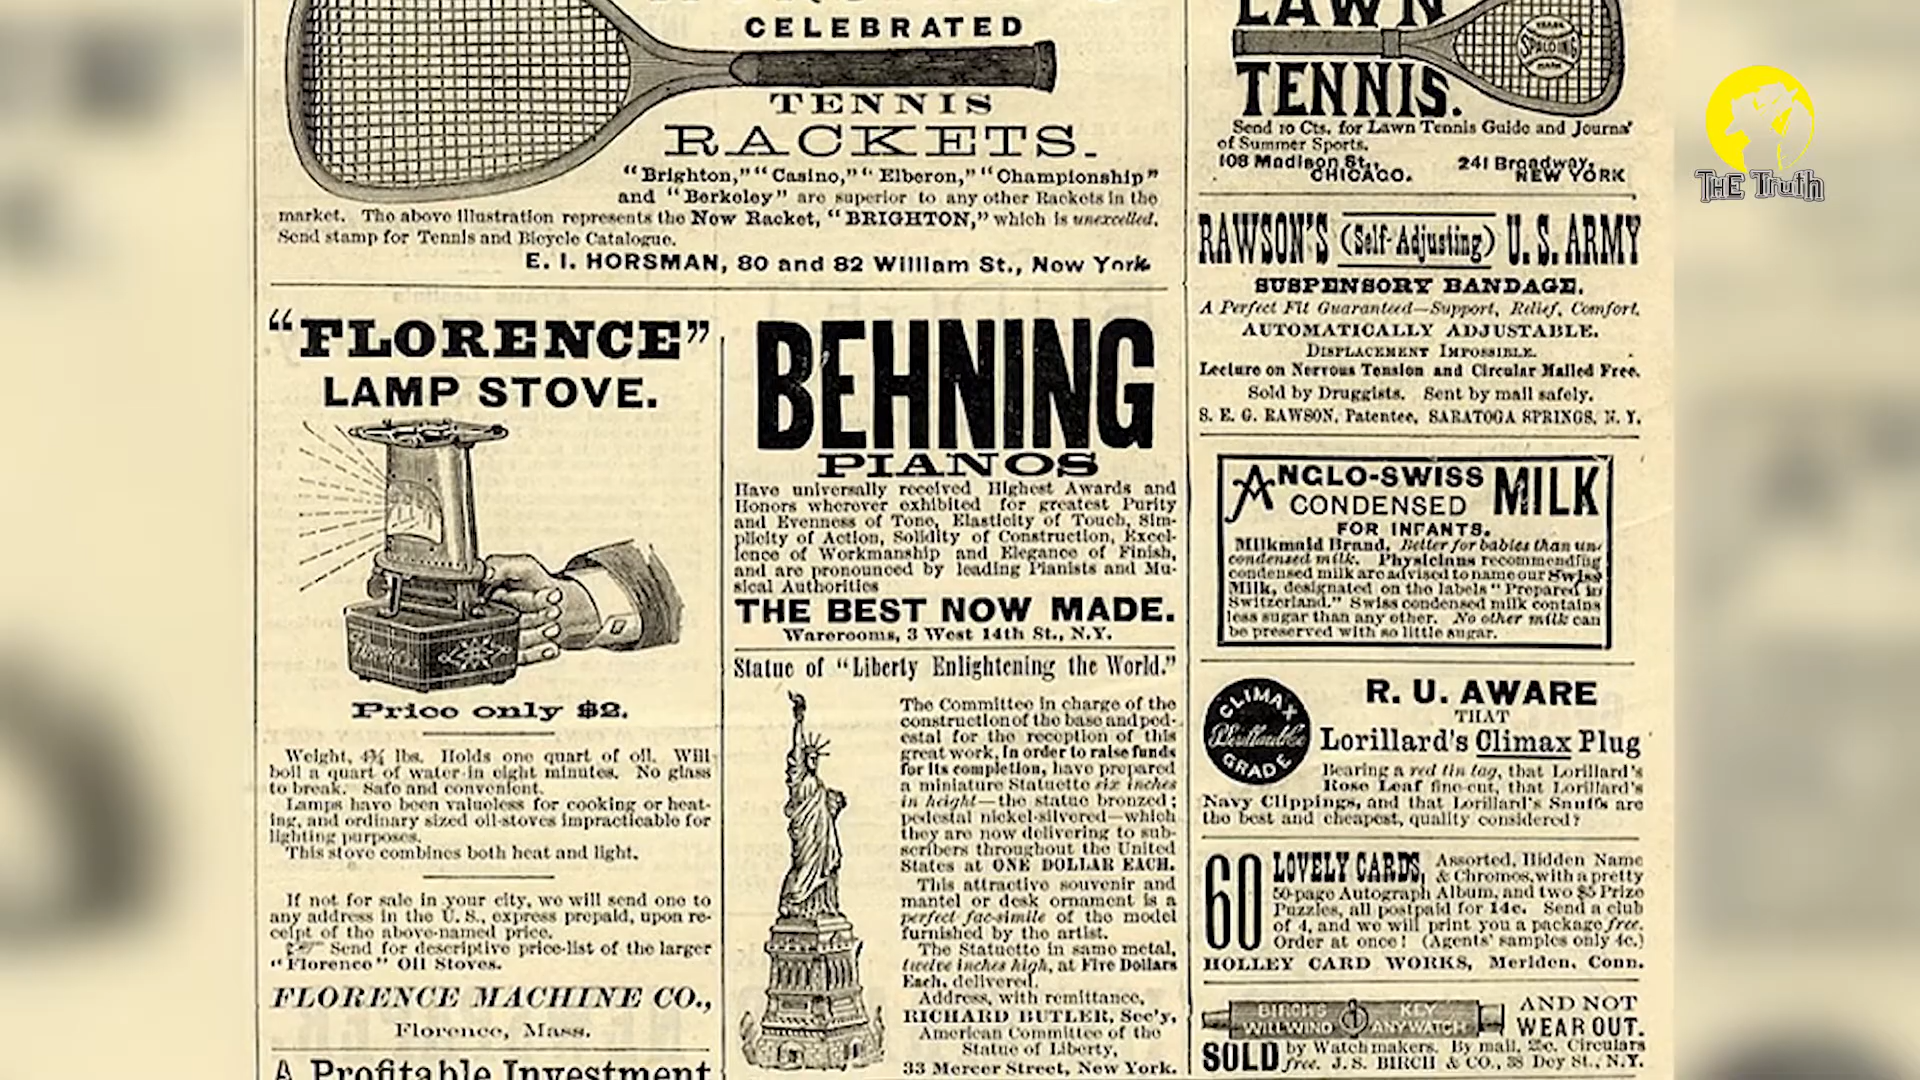 CELEBRATED
TENNIS
RACKETS.
"Brighton," "Casino," "Elberon," "Championship"
and "Berkeley" are superior to any other Rackets in the
market. The above illustration represents the New Racket, "BRIGHTON," which is unexcelled.
Send stamp for Tennis and Bicycle Catalogue.
E. I. HORSMAN, 80 and 82 William St., New York
"FLORENCE"
LAMP STOVE.
Florence
Price only $2.
Weight, 4¾ lbs. Holds one quart of oil. Will
boil a quart of water in eight minutes. No glass
to break. Safe and convenient.
Lamps have been valueless for cooking or heat-
ing, and ordinary sized oil-stoves impracticable for
lighting purposes.
This stove combines both heat and light.
If not for sale in your city, we will send one to
any address in the U. S., express prepaid, upon re-
ceipt of the above-named price.
Send for descriptive price-list of the larger
"Florence" Oil Stoves.
FLORENCE MACHINE CO.,
Florence, Mass.
A Profitable Investment
BEHNING
PIANOS
Have universally received Highest Awards and
Honors wherever exhibited for greatest Purity
and Evenness of Tone, Elasticity of Touch, Sim-
plicity of Action, Solidity of Construction, Excel-
lence of Workmanship and Elegance of Finish,
and are pronounced by leading Pianists and Mu-
sical Authorities
THE BEST NOW MADE.
Warerooms, 3 West 14th St., N.Y.
Statue of "Liberty Enlightening the World."
The Committee in charge of the
construction of the base and ped-
estal for the reception of this
great work, in order to raise funds
for its completion, have prepared
a miniature Statuette six inches
in height—the statue bronzed;
pedestal nickel-silvered—which
they are now delivering to sub-
scribers throughout the United
States at ONE DOLLAR EACH.
This attractive souvenir and
mantel or desk ornament is a
perfect fac-simile of the model
furnished by the artist.
The Statuette in same metal,
twelve inches high, at Five Dollars
Each, delivered.
Address, with remittance,
RICHARD BUTLER, Sec'y,
American Committee of the
Statue of Liberty,
33 Mercer Street, New York.
LAWN
TENNIS.
TRADE
SPALDING
MARK
Send 10 Cts. for Lawn Tennis Guide and Journa'
of Summer Sports.
108 Madison St., CHICAGO.
241 Broadway, NEW YORK
RAWSON'S (Self-Adjusting) U.S. ARMY
SUSPENSORY BANDAGE.
A Perfect Fit Guaranteed—Support, Relief, Comfort.
AUTOMATICALLY ADJUSTABLE.
DISPLACEMENT IMPOSSIBLE.
Lecture on Nervous Tension and Circular Mailed Free.
Sold by Druggists. Sent by mail safely.
S. E. G. RAWSON, Patentee, SARATOGA SPRINGS, N. Y.
ANGLO-SWISS
CONDENSED MILK
FOR INFANTS.
Milkmaid Brand. Better for babies than un-
condensed milk. Physicians recommending
condensed milk are advised to name our Swiss
Milk, designated on the labels "Prepared in
Switzerland." Swiss condensed milk contains
less sugar than any other. No other milk can
be preserved with so little sugar.
CLIMAX
GRADE
R. U. AWARE
THAT
Lorillard's Climax Plug
Bearing a red tin tag, that Lorillard's
Rose Leaf fine-cut, that Lorillard's
Navy Clippings, and that Lorillard's Snuffs are
the best and cheapest, quality considered?
60 LOVELY CARDS, Assorted, Hidden Name
& Chromos, with a pretty
50-page Autograph Album, and two $5 Prize
Puzzles, all postpaid for 14c. Send a club
of 4, and we will print you a package free.
Order at once! (Agents' samples only 4c.)
HOLLEY CARD WORKS, Meriden, Conn.
BIRCH'S KEY
WILL WIND ANY WATCH
AND NOT
WEAR OUT.
SOLD by Watchmakers. By mail, 25c. Circulars
free. J. S. BIRCH & CO., 38 Dey St., N.Y.
THE Truth